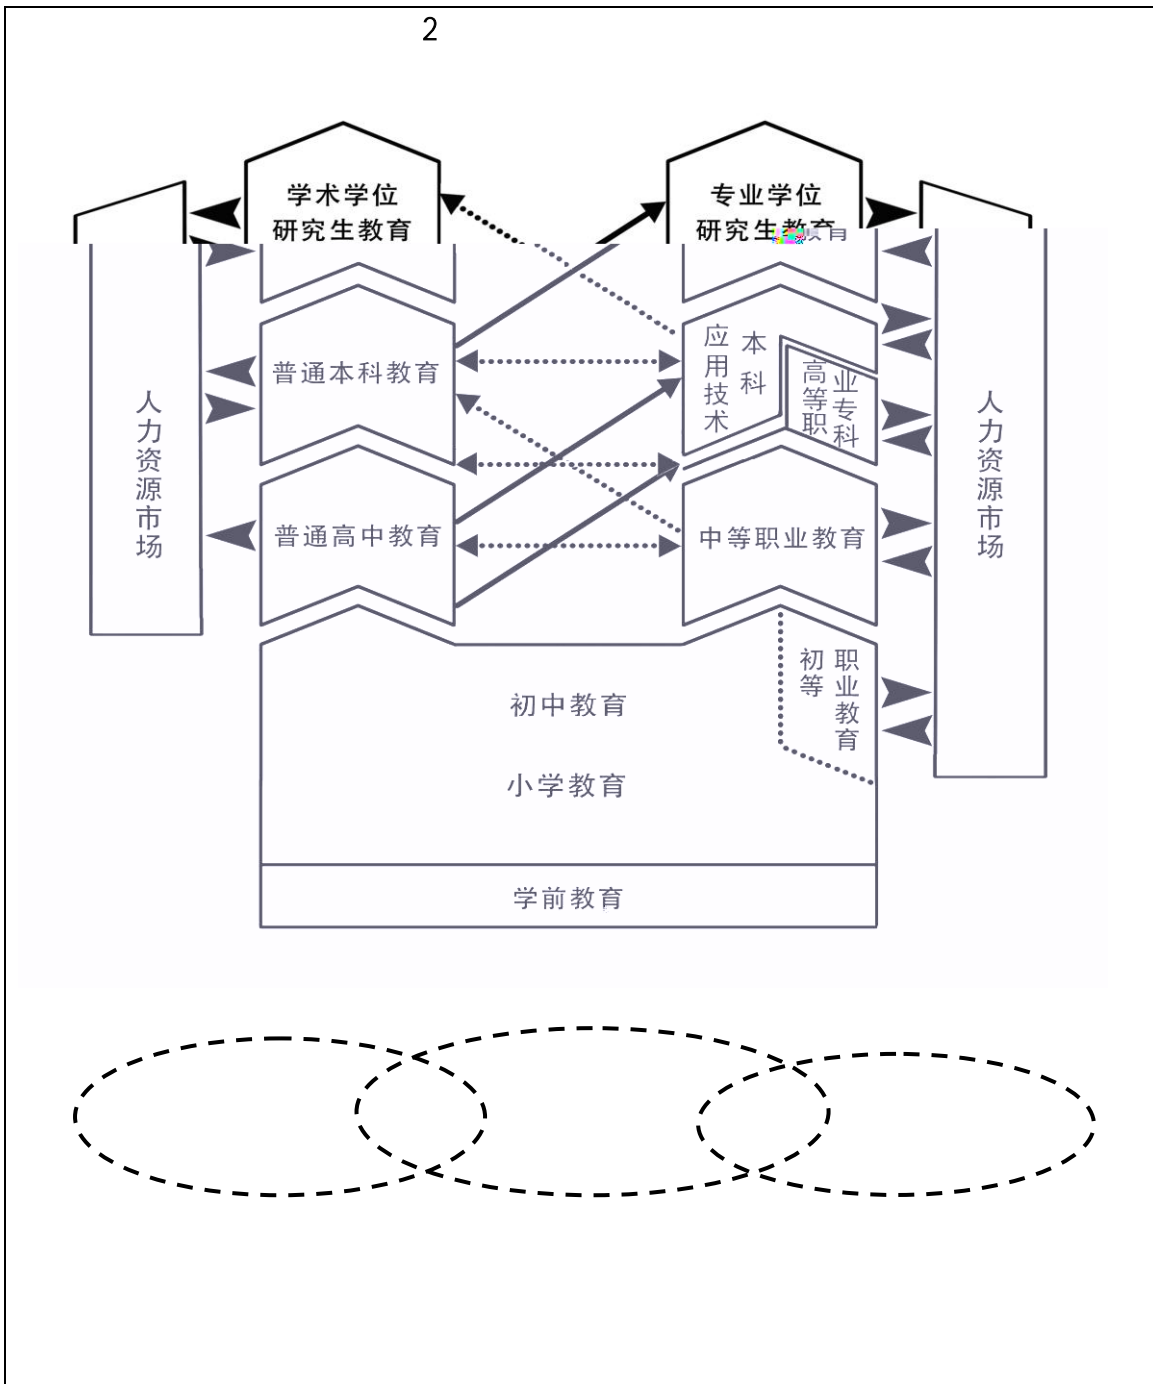 2
学术学位
研究生教育
专业学位
研究生教育
普通本科教育
应用技术
本科
高等职
业专科
人力资源市场
人力资源市场
普通高中教育
中等职业教育
初等
职业教育
初中教育
小学教育
学前教育